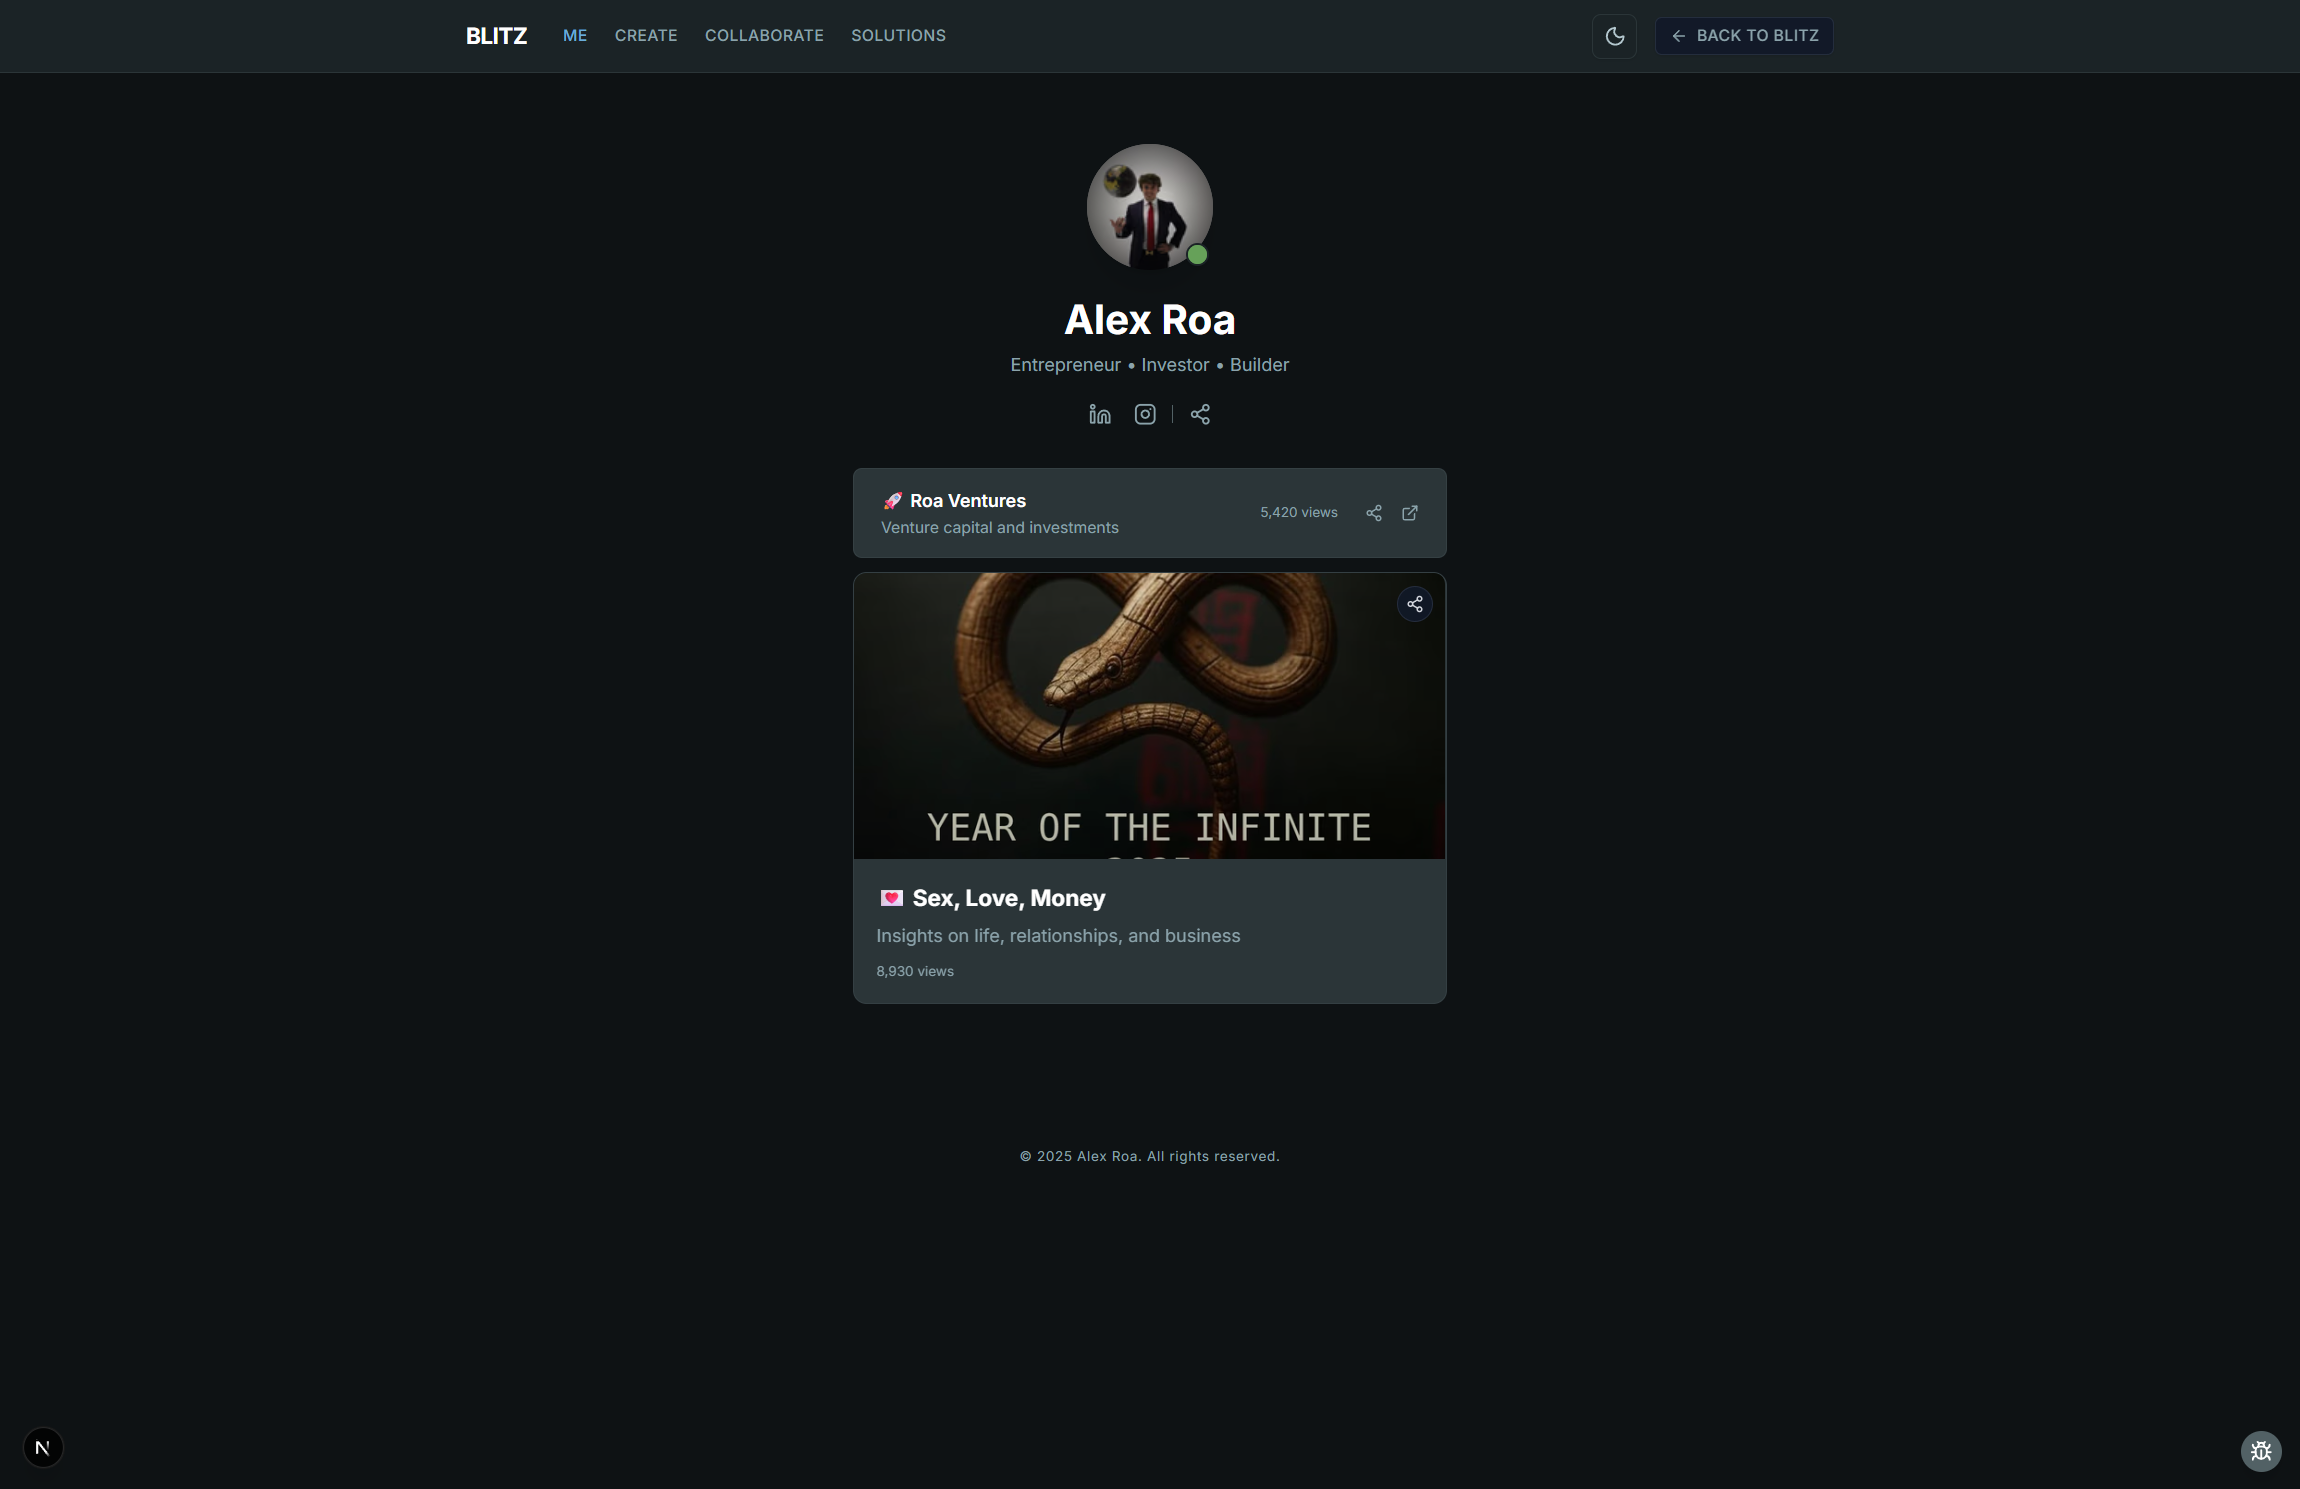 BLITZ ME CREATE COLLABORATE SOLUTIONS BACK TO BLITZ
Alex Roa
Entrepreneur • Investor • Builder
🚀 Roa Ventures
Venture capital and investments
5,420 views
YEAR OF THE INFINITE
💌 Sex, Love, Money
Insights on life, relationships, and business
8,930 views
© 2025 Alex Roa. All rights reserved.
N